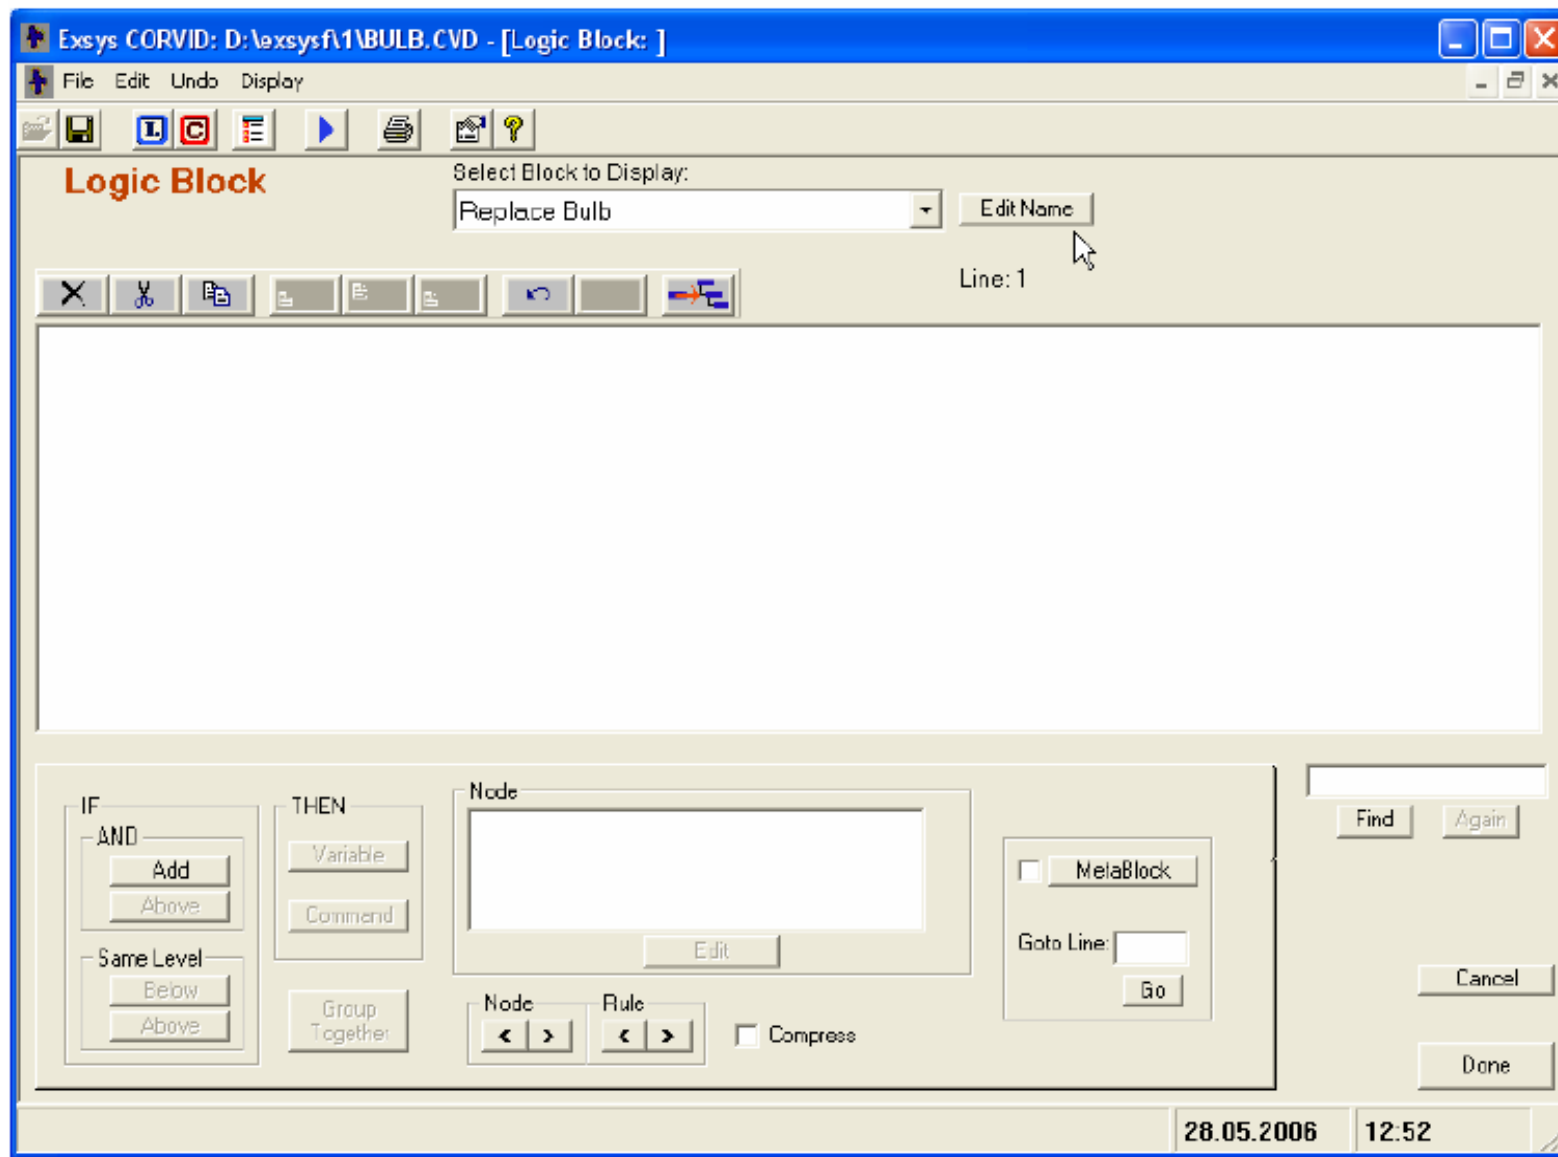 Exsys CORVID: D:\exsysf\1\BULB.CVD - [Logic Block: ]
File Edit Undo Display
L C
Logic Block
Select Block to Display:
Replace Bulb
Edit Name
Line: 1
IF
AND
Add
Above
Same Level
Below
Above
THEN
Variable
Command
Group
Together
Node
Edit
Node
< >
Rule
< >
Compress
MetaBlock
Goto Line:
Go
Find
Again
Cancel
Done
28.05.2006
12:52